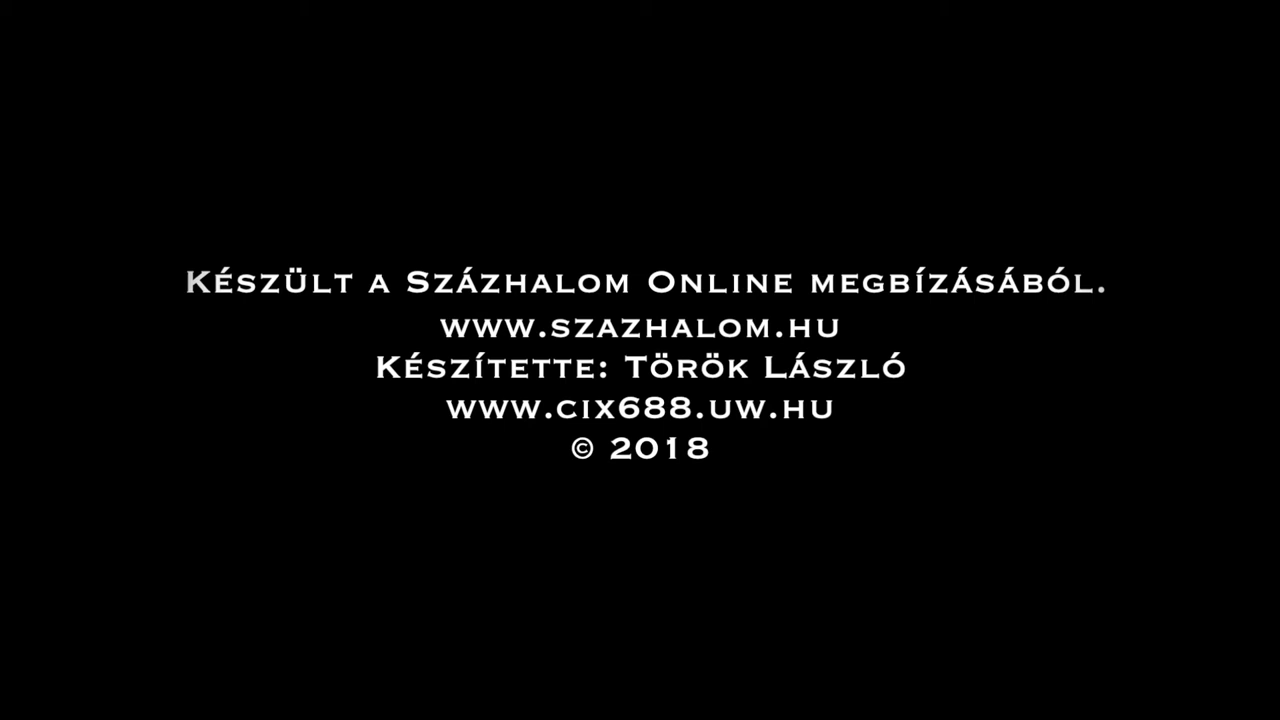 Készült a Százhalom Online megbízásából.
www.szazhalom.hu
Készítette: Török László
www.cix688.uw.hu
© 2018